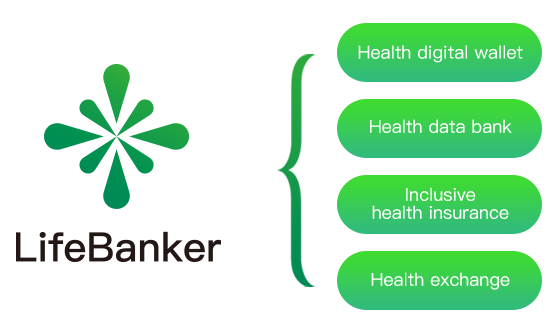 LifeBanker
Health digital wallet
Health data bank
Inclusive
health insurance
Health exchange